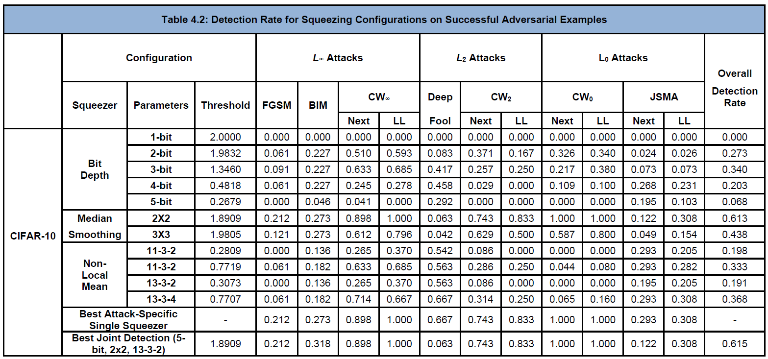 Table 4.2: Detection Rate for Squeezing Configurations on Successful Adversarial Examples
Configuration L∞ Attacks L2 Attacks L0 Attacks Overall Detection Rate
Squeezer Parameters Threshold FGSM BIM CW∞ Deep Fool CW2 CW0 JSMA
Next LL Next LL Next LL Next LL
CIFAR-10
Bit Depth
1-bit 2.0000 0.000 0.000 0.000 0.000 0.000 0.000 0.000 0.000 0.000 0.000 0.000 0.000
2-bit 1.9832 0.061 0.227 0.510 0.593 0.083 0.371 0.167 0.326 0.340 0.024 0.026 0.273
3-bit 1.3460 0.091 0.227 0.633 0.685 0.417 0.257 0.250 0.217 0.380 0.073 0.073 0.340
4-bit 0.4818 0.061 0.227 0.245 0.278 0.458 0.029 0.000 0.109 0.100 0.268 0.231 0.203
5-bit 0.2679 0.000 0.046 0.041 0.000 0.292 0.000 0.000 0.000 0.000 0.195 0.103 0.068
Median Smoothing
2X2 1.8909 0.212 0.273 0.898 1.000 0.063 0.743 0.833 1.000 1.000 0.122 0.308 0.613
3X3 1.9805 0.121 0.273 0.612 0.796 0.042 0.629 0.500 0.587 0.800 0.049 0.154 0.438
Non-Local Mean
11-3-2 0.2809 0.000 0.136 0.265 0.370 0.542 0.086 0.000 0.000 0.000 0.293 0.205 0.198
11-3-2 0.7719 0.061 0.182 0.633 0.685 0.563 0.286 0.250 0.044 0.080 0.293 0.282 0.333
13-3-2 0.3073 0.000 0.136 0.265 0.370 0.563 0.086 0.000 0.000 0.000 0.195 0.205 0.191
13-3-4 0.7707 0.061 0.182 0.714 0.667 0.667 0.314 0.250 0.065 0.160 0.293 0.308 0.368
Best Attack-Specific
Single Squeezer - 0.212 0.273 0.898 1.000 0.667 0.743 0.833 1.000 1.000 0.293 0.308 -
Best Joint Detection (5-
bit, 2x2, 13-3-2) 1.8909 0.212 0.318 0.898 1.000 0.063 0.743 0.833 1.000 1.000 0.122 0.308 0.615